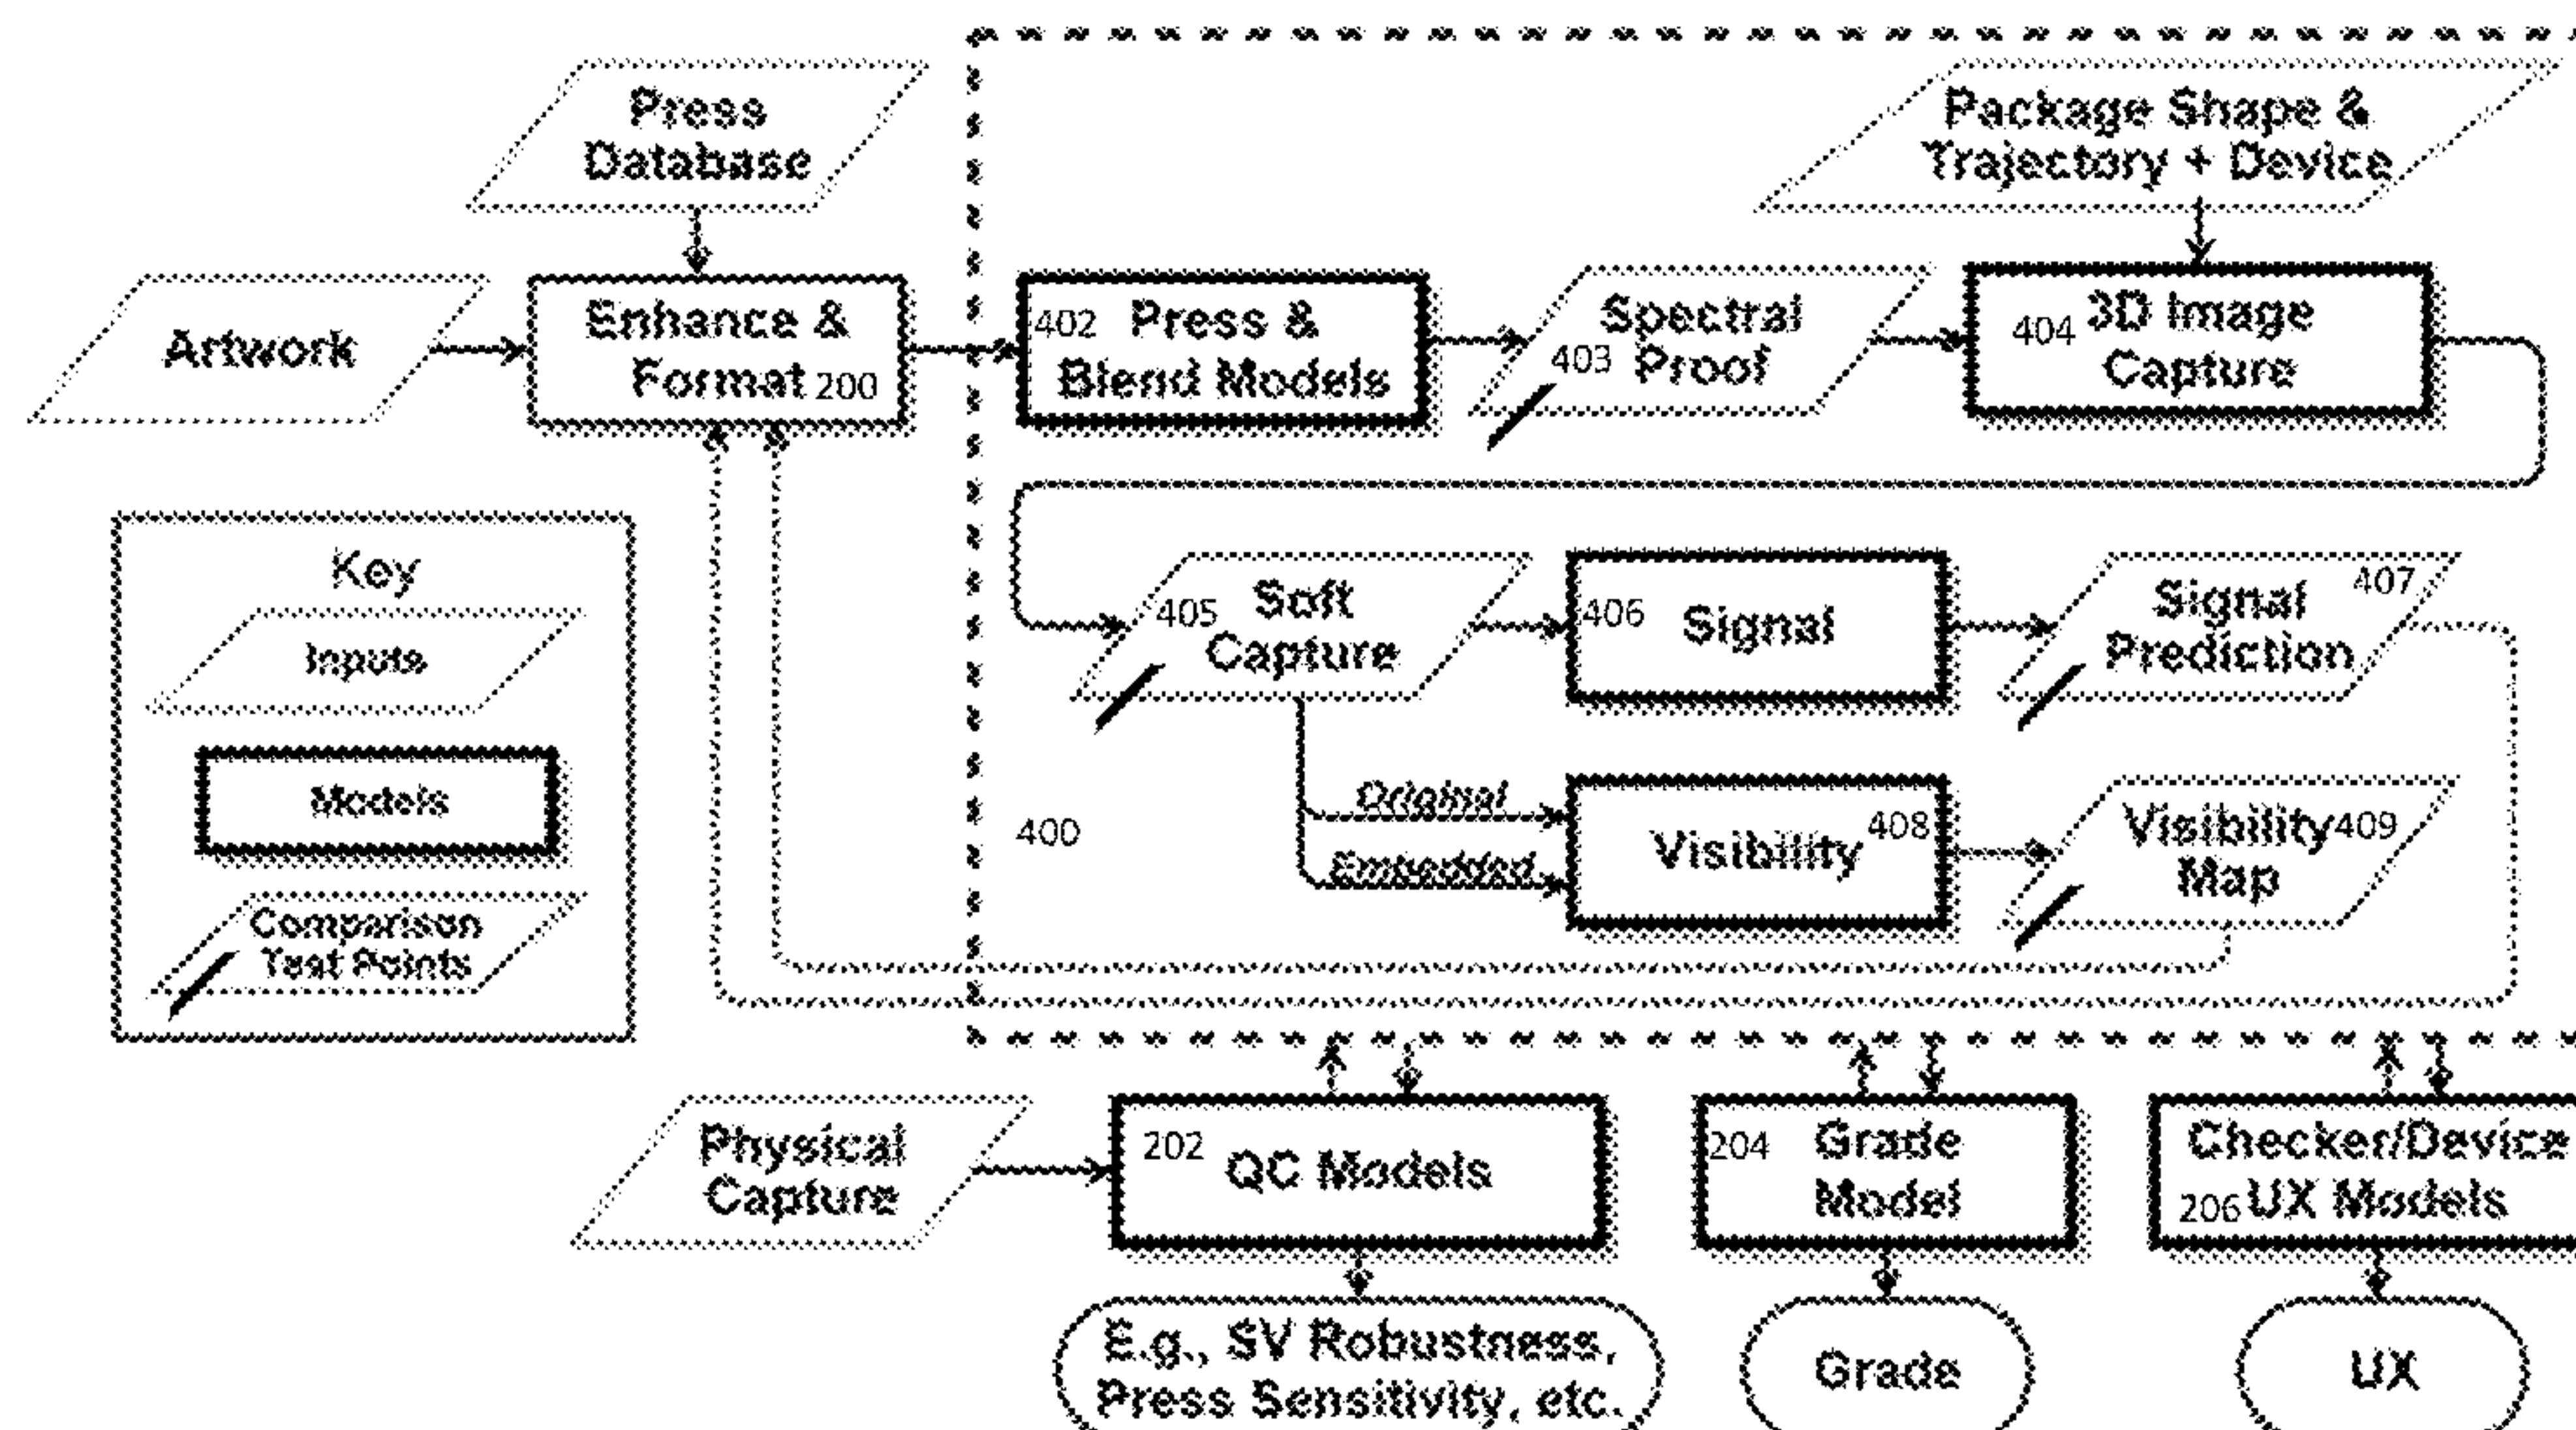 Press
Database
Package Shape &
Trajectory + Device
Artwork
Enhance &
Format 200
402 Press &
Blend Models
Spectral
403 Proof
404 3D Image
Capture
Key
Inputs
Models
Comparison
Test Points
405 Soft
Capture
406 Signal
Signal 407
Prediction
400
Original
Embedded
Visibility 408
Visibility 409
Map
Physical
Capture
202 QC Models
204 Grade
Model
Checker/Device
206 UX Models
E.g., SV Robustness,
Press Sensitivity, etc.
Grade
UX